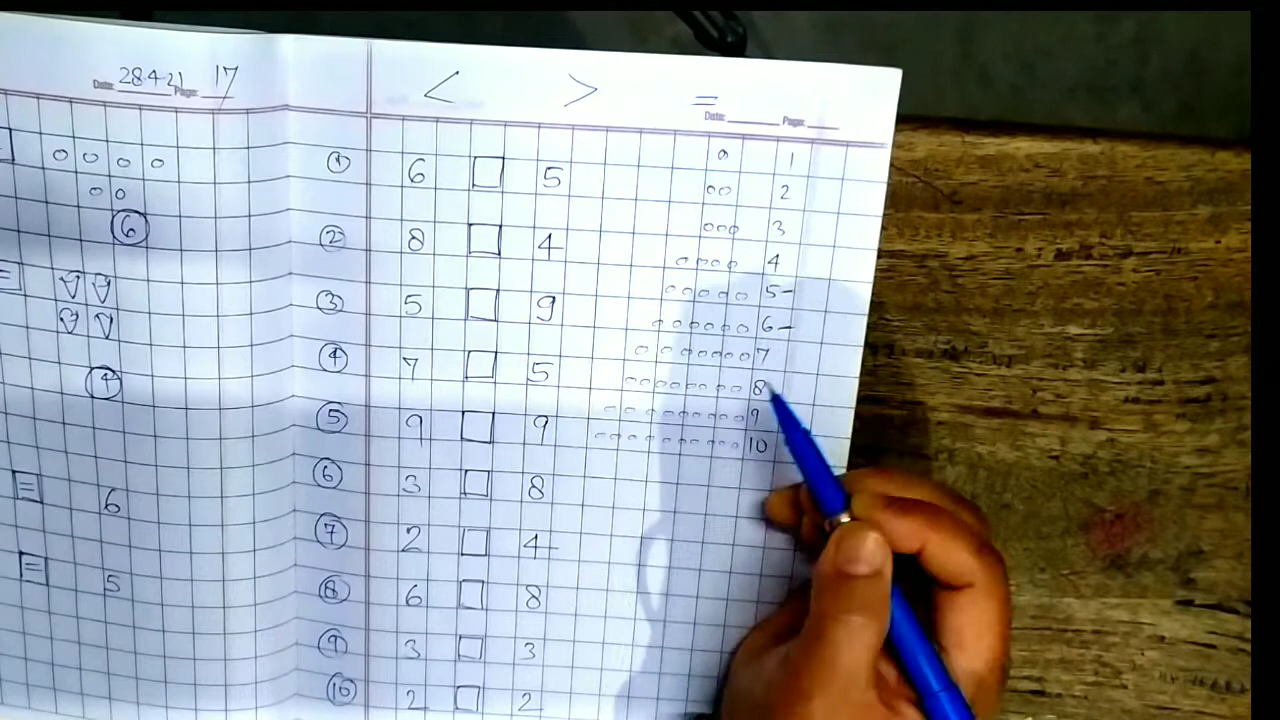 Date: 28.4.21 Page: 17
6
4
= 6
= 5
< > =
Date: ______ Page: ____
① 6 □ 5
② 8 □ 4
③ 5 □ 9
④ 7 □ 5
⑤ 9 □ 9
⑥ 3 □ 8
⑦ 2 □ 4
⑧ 6 □ 8
⑨ 3 □ 3
⑩ 2 □ 2
1
2
3
4
5-
6-
7
8
9
10